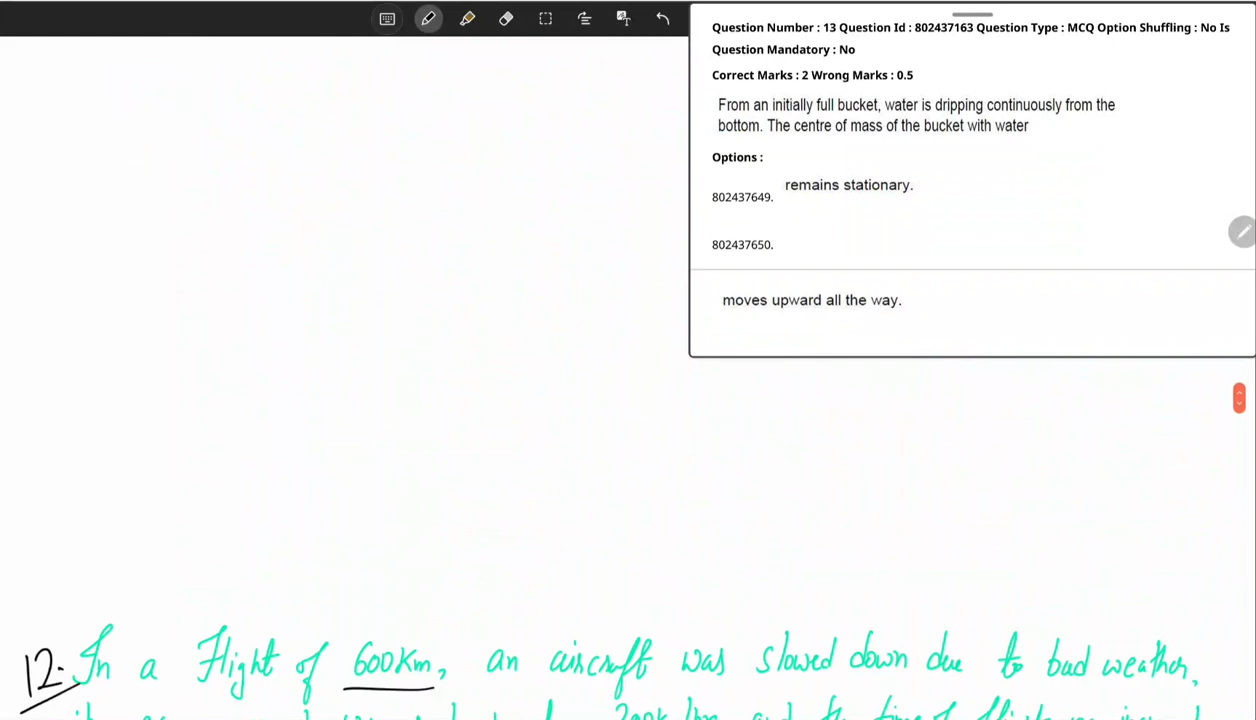 Question Number : 13 Question Id : 802437163 Question Type : MCQ Option Shuffling : No Is
Question Mandatory : No
Correct Marks : 2 Wrong Marks : 0.5
From an initially full bucket, water is dripping continuously from the
bottom. The centre of mass of the bucket with water
Options :
remains stationary.
802437649.
802437650.
moves upward all the way.
12. In a Flight of 600Km, an aircraft was slowed down due to bad weather,